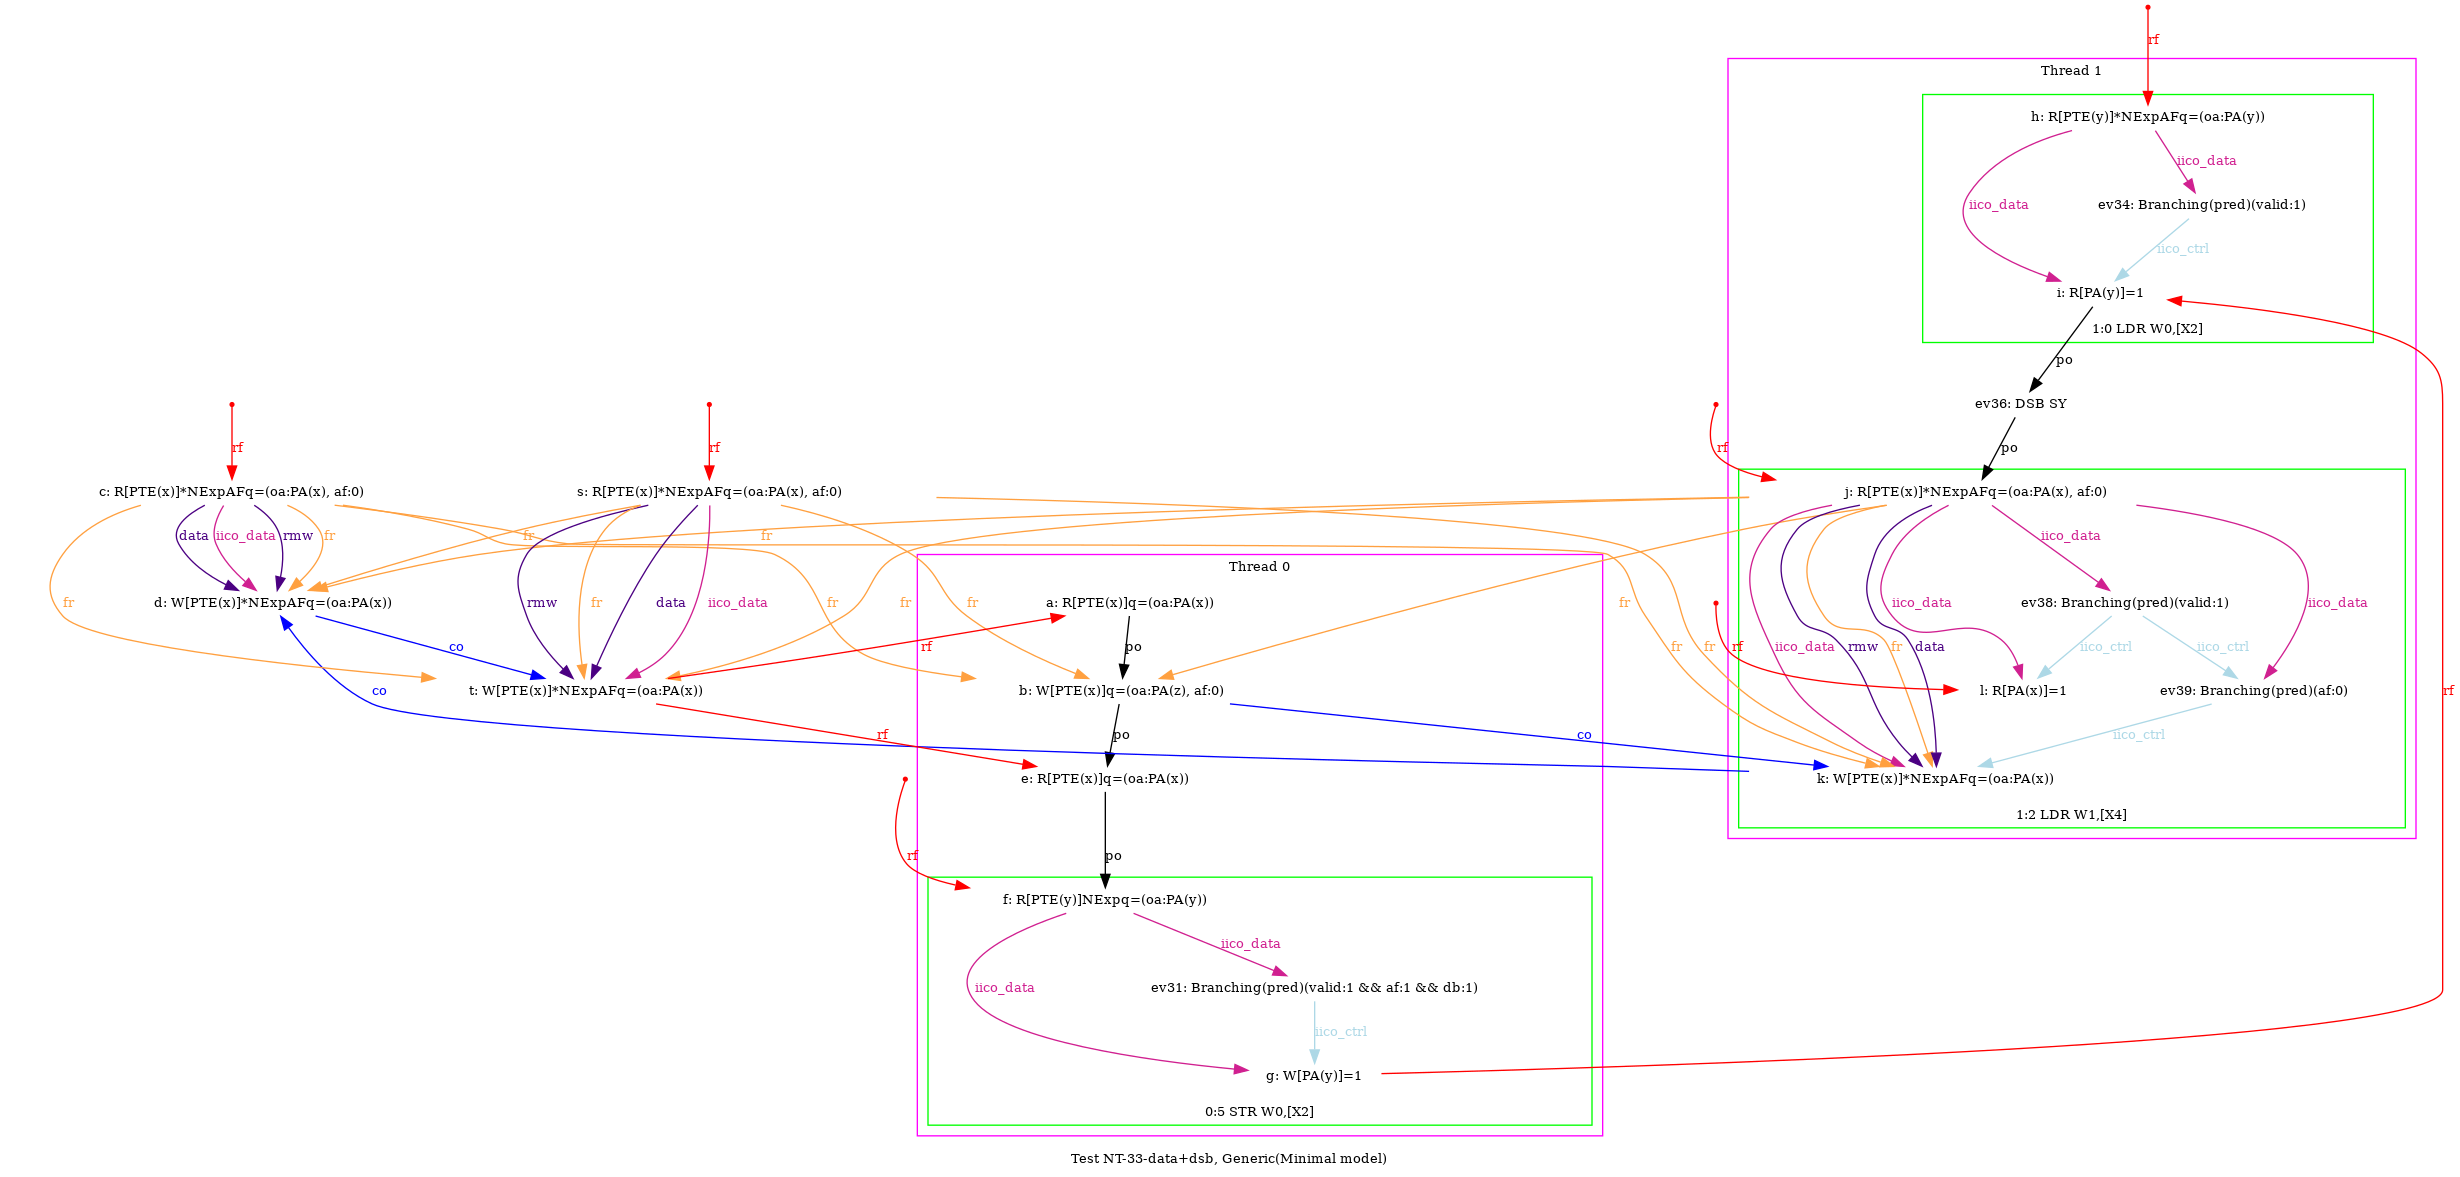 rf
Thread 1
h: R[PTE(y)]*NExpAFq=(oa:PA(y))
iico_data
iico_data
ev34: Branching(pred)(valid:1)
iico_ctrl
i: R[PA(y)]=1
1:0 LDR W0,[X2]
po
ev36: DSB SY
rf
rf
rf
po
c: R[PTE(x)]*NExpAFq=(oa:PA(x), af:0)
s: R[PTE(x)]*NExpAFq=(oa:PA(x), af:0)
j: R[PTE(x)]*NExpAFq=(oa:PA(x), af:0)
data
iico_data
rmw
fr
fr
fr
iico_data
Thread 0
fr
d: W[PTE(x)]*NExpAFq=(oa:PA(x))
rmw
fr
data
iico_data
fr
fr
fr
a: R[PTE(x)]q=(oa:PA(x))
fr
rf
iico_data
ev38: Branching(pred)(valid:1)
iico_data
co
rf
po
fr
fr
iico_data
rmw
fr
data
iico_ctrl
iico_ctrl
co
t: W[PTE(x)]*NExpAFq=(oa:PA(x))
b: W[PTE(x)]q=(oa:PA(z), af:0)
l: R[PA(x)]=1
ev39: Branching(pred)(af:0)
rf
rf
po
co
iico_ctrl
e: R[PTE(x)]q=(oa:PA(x))
k: W[PTE(x)]*NExpAFq=(oa:PA(x))
1:2 LDR W1,[X4]
rf
po
f: R[PTE(y)]NExpq=(oa:PA(y))
iico_data
iico_data
ev31: Branching(pred)(valid:1 && af:1 && db:1)
iico_ctrl
g: W[PA(y)]=1
0:5 STR W0,[X2]
Test NT-33-data+dsb, Generic(Minimal model)